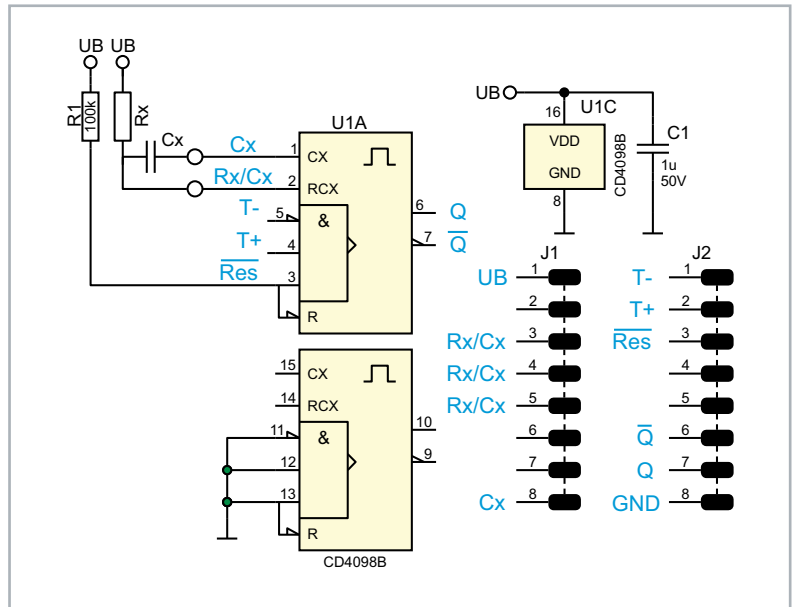 UB UB
R1
100k
Rx
Cx
Cx
Rx/Cx
T-
T+
R̅e̅s̅
U1A
1 CX
2 RCX
5 &
4
3
R
6 Q
7 Q̅
15 CX
14 RCX
11 &
12
13
R
10
9
CD4098B
UB
U1C
16
VDD
GND
8
CD4098B
C1
1u
50V
J1
UB 1
2
Rx/Cx 3
Rx/Cx 4
Rx/Cx 5
6
7
Cx 8
J2
T- 1
T+ 2
R̅e̅s̅ 3
4
5
Q̅ 6
Q 7
GND 8